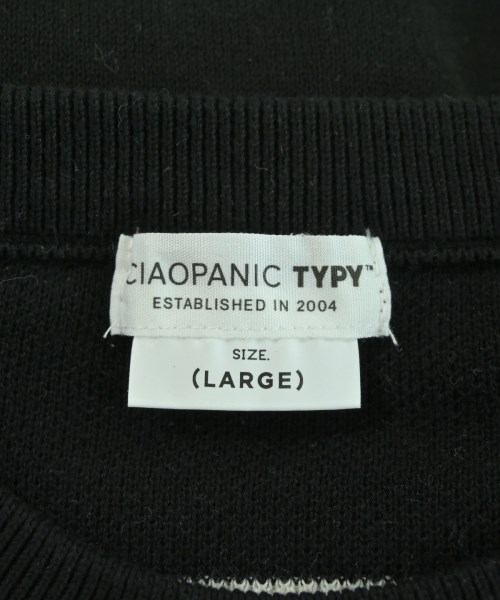 CIAOPANIC TYPY™
ESTABLISHED IN 2004
SIZE.
(LARGE)